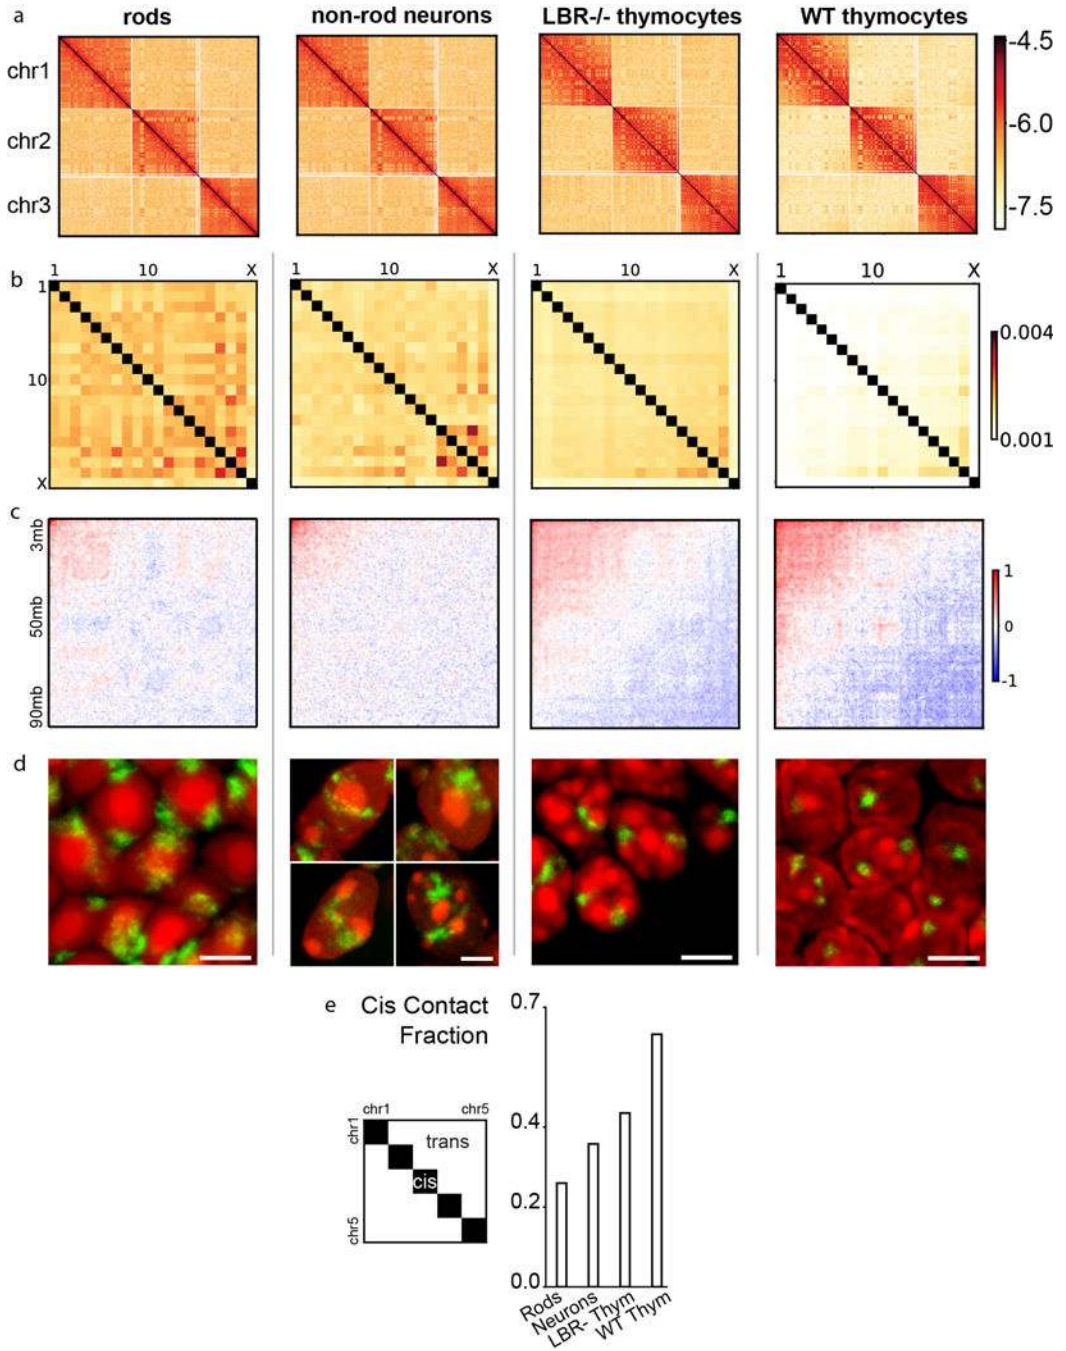 a
rods
non-rod neurons
LBR-/- thymocytes
WT thymocytes
chr1
chr2
chr3
-4.5
-6.0
-7.5
b
1 10 X
1 10 X
1 10 X
1 10 X
1
10
X
0.004
0.001
c
3mb
50mb
90mb
1
0
-1
d
e
Cis Contact
Fraction
chr1 chr5
chr1
chr5
trans
cis
0.7
0.4
0.2
0.0
Rods
Neurons
LBR- Thym
WT Thym